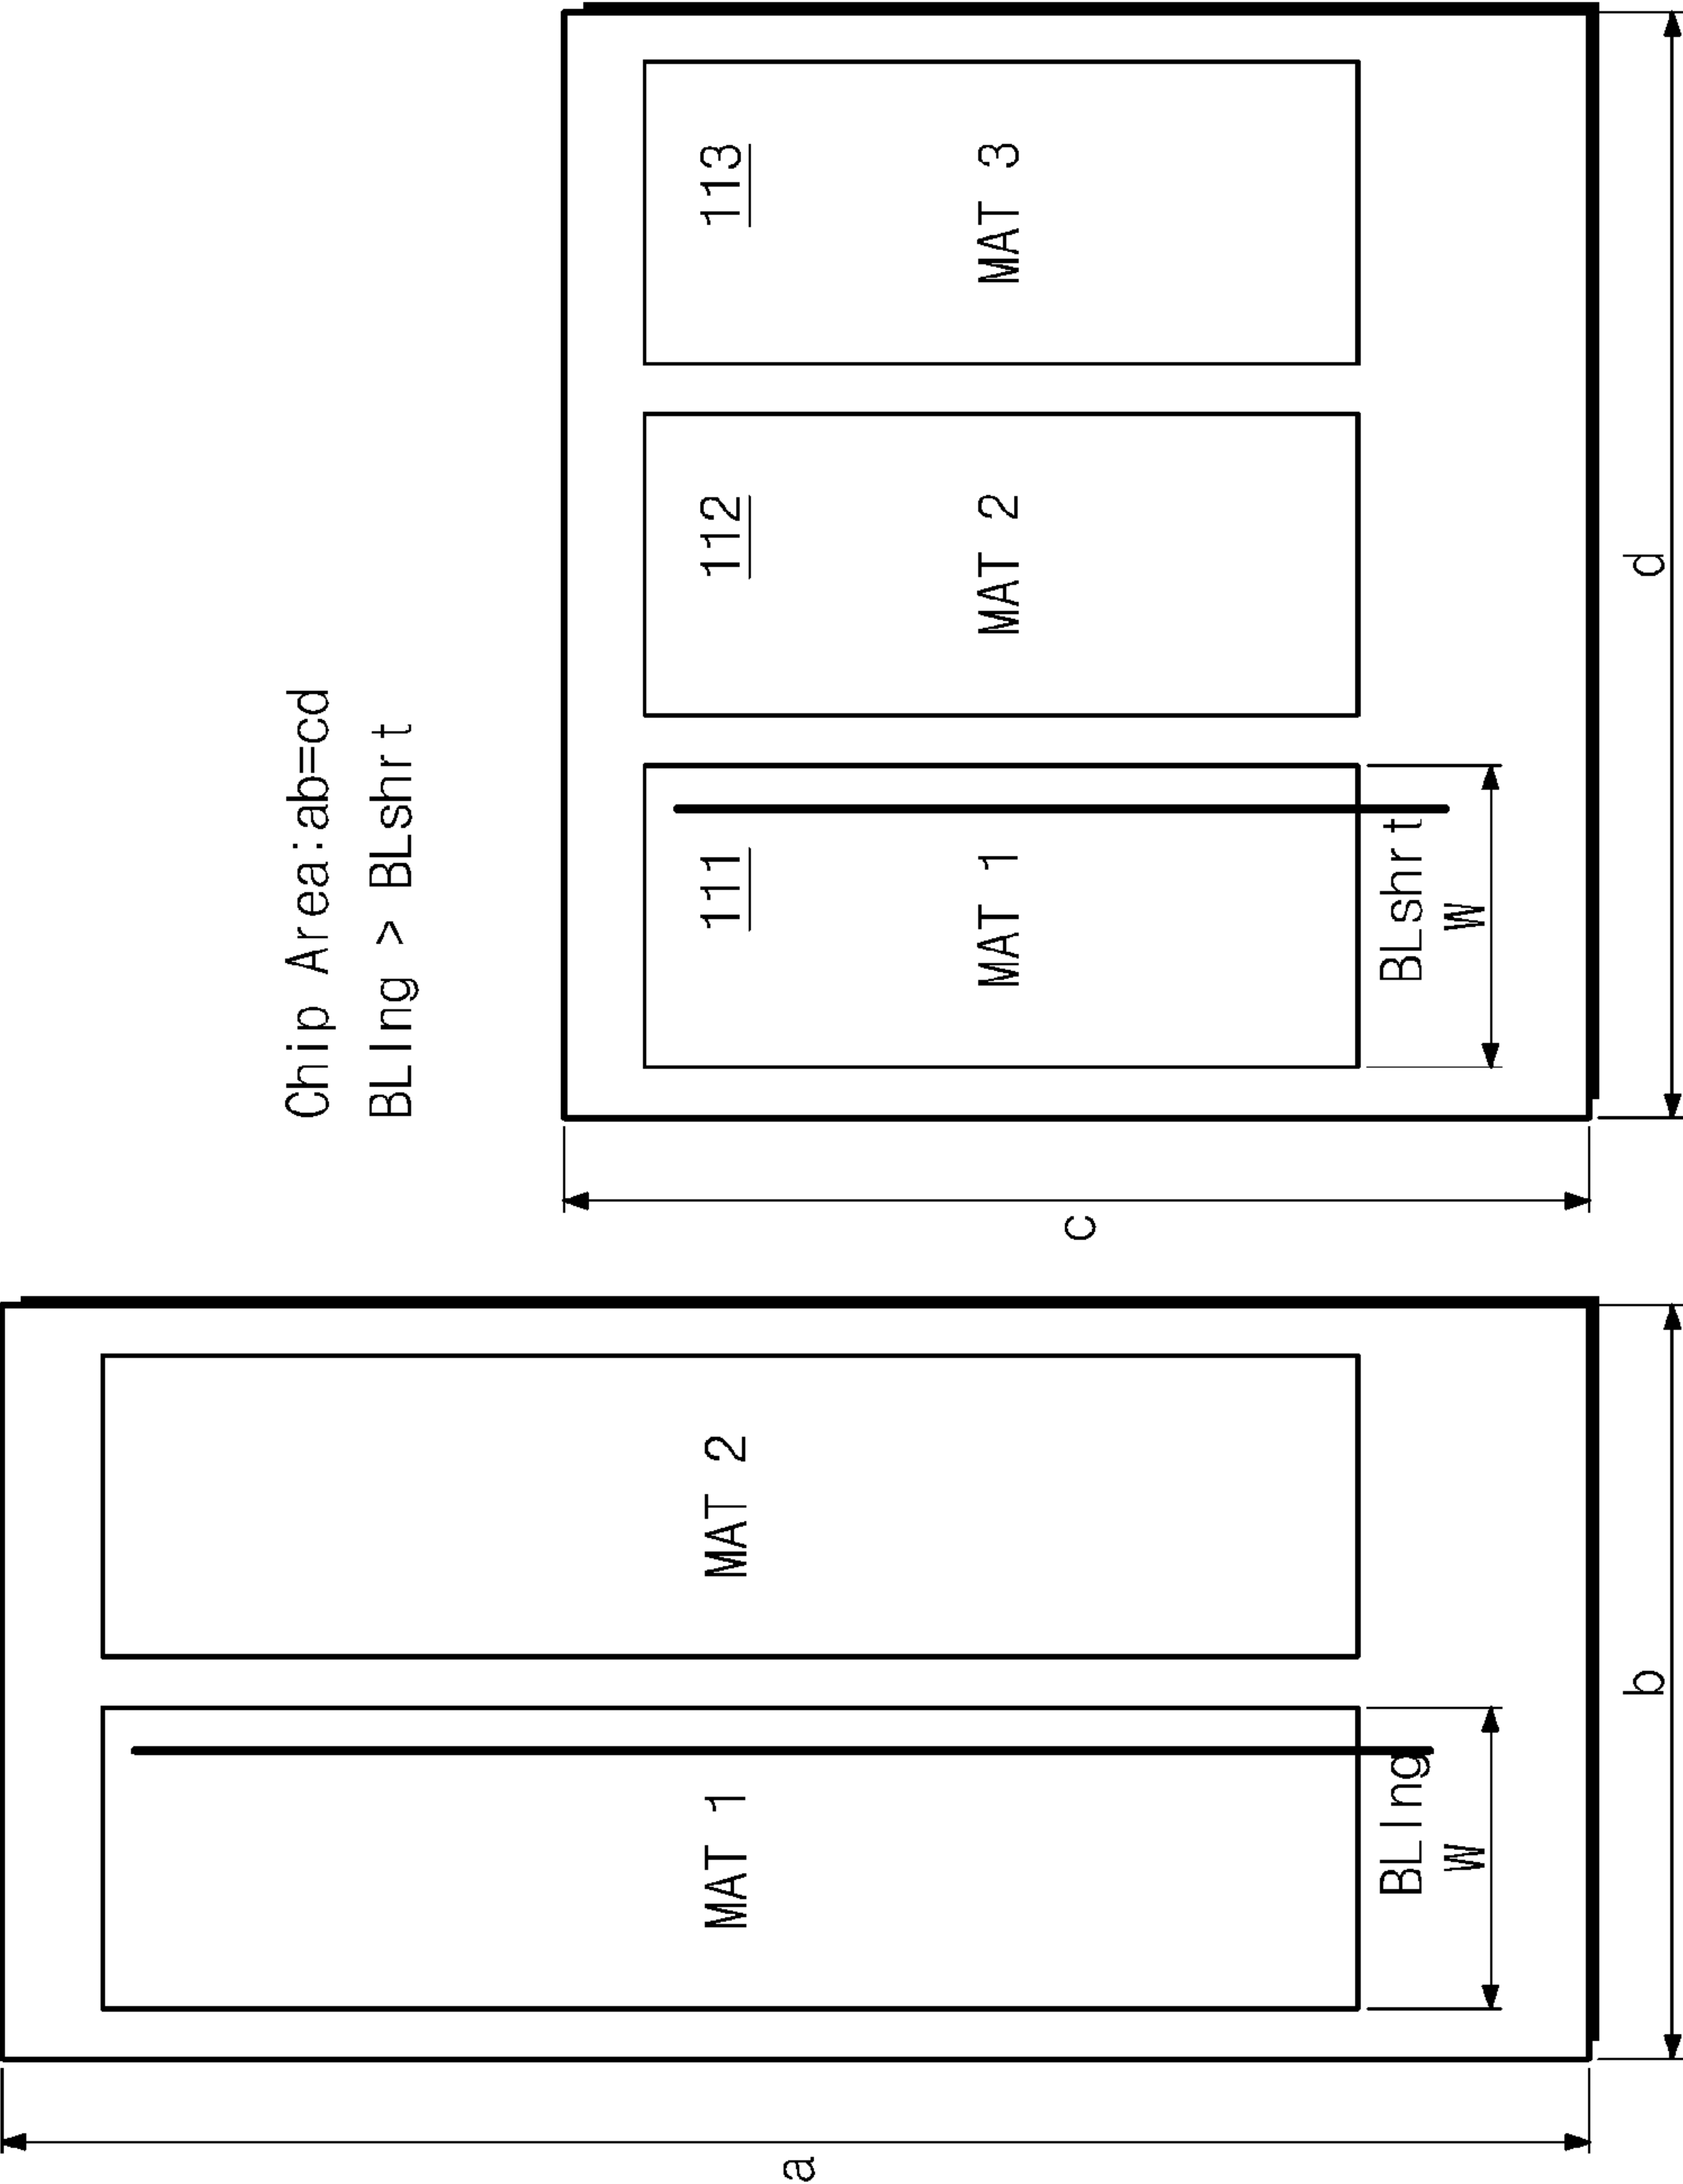 MAT 1
MAT 2
a
BLlng
W
b
Chip Area:ab=cd
BLlng > BLshrt
111
112
113
MAT 1
MAT 2
MAT 3
c
BLshrt
W
d